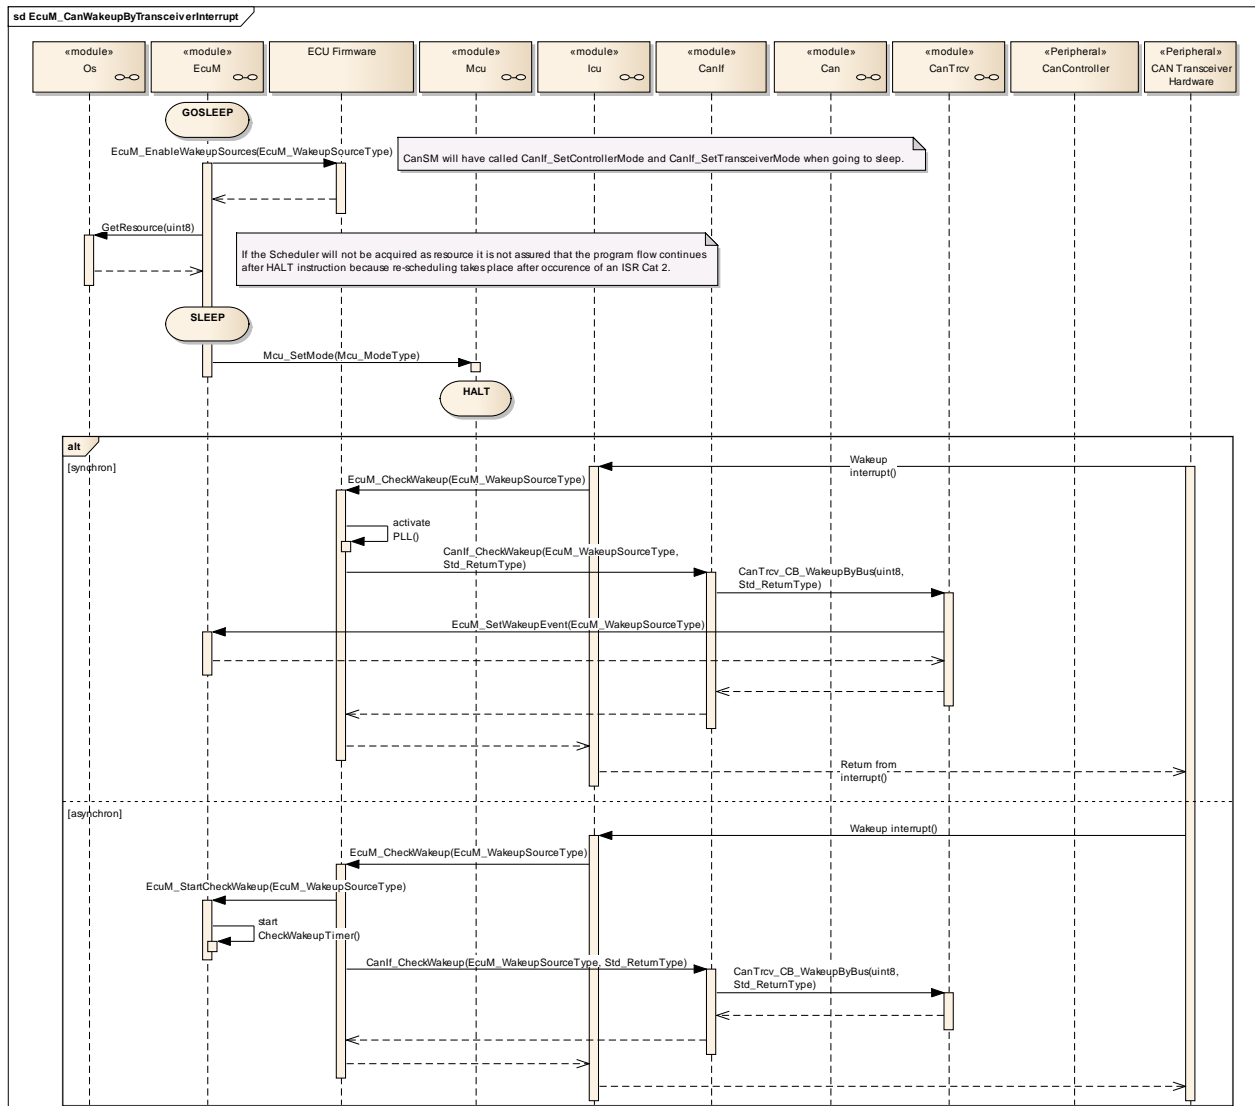 sd EcuM_CanWakeupByTransceiverInterrupt
«module»
Os
«module»
EcuM
ECU Firmware
«module»
Mcu
«module»
Icu
«module»
CanIf
«module»
Can
«module»
CanTrcv
«Peripheral»
CanController
«Peripheral»
CAN Transceiver
Hardware
GOSLEEP
EcuM_EnableWakeupSources(EcuM_WakeupSourceType)
CanSM will have called CanIf_SetControllerMode and CanIf_SetTransceiverMode when going to sleep.
GetResource(uint8)
If the Scheduler will not be acquired as resource it is not assured that the program flow continues
after HALT instruction because re-scheduling takes place after occurence of an ISR Cat 2.
SLEEP
Mcu_SetMode(Mcu_ModeType)
HALT
alt
[synchron]
Wakeup
interrupt()
EcuM_CheckWakeup(EcuM_WakeupSourceType)
activate
PLL()
CanIf_CheckWakeup(EcuM_WakeupSourceType,
Std_ReturnType)
CanTrcv_CB_WakeupByBus(uint8,
Std_ReturnType)
EcuM_SetWakeupEvent(EcuM_WakeupSourceType)
Return from
interrupt()
[asynchron]
Wakeup interrupt()
EcuM_CheckWakeup(EcuM_WakeupSourceType)
EcuM_StartCheckWakeup(EcuM_WakeupSourceType)
start
CheckWakeupTimer()
CanIf_CheckWakeup(EcuM_WakeupSourceType, Std_ReturnType)
CanTrcv_CB_WakeupByBus(uint8,
Std_ReturnType)